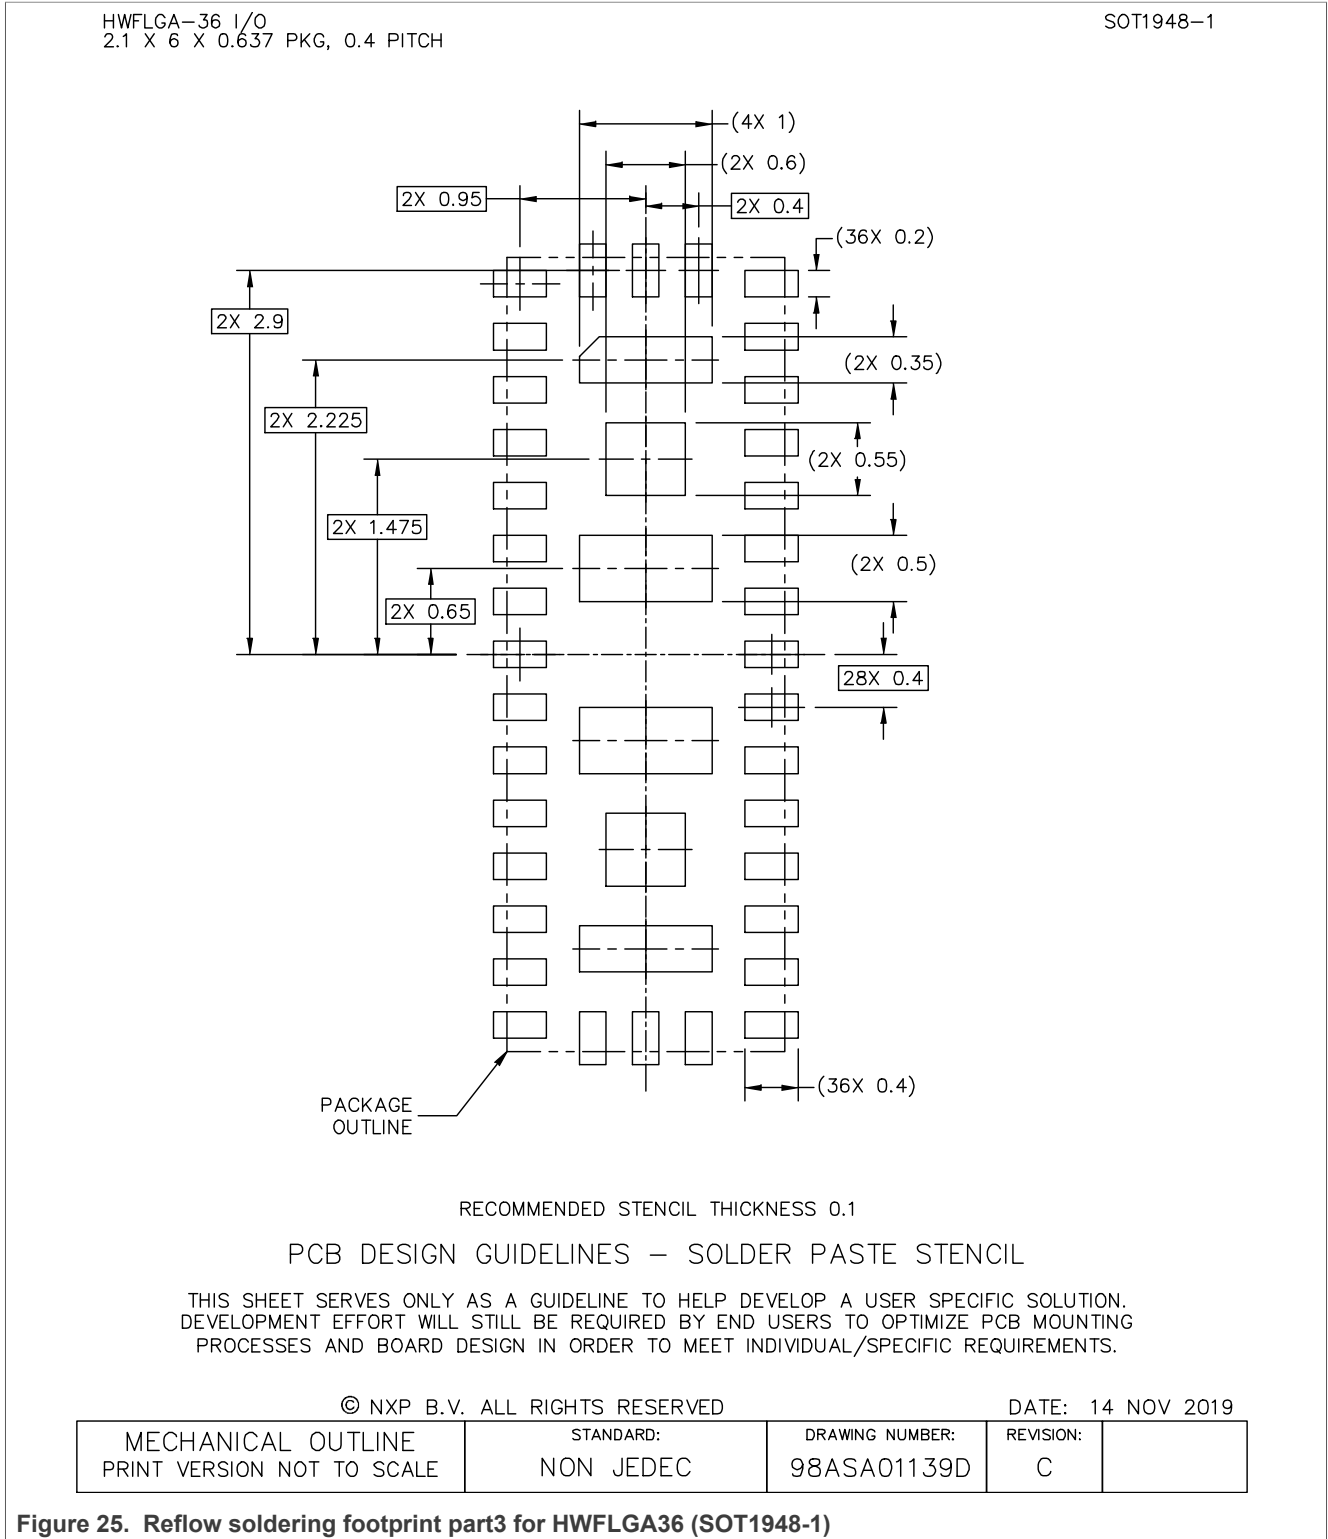 HWFLGA-36 I/O
SOT1948-1
2.1 X 6 X 0.637 PKG, 0.4 PITCH
(4X 1)
(2X 0.6)
2X 0.95
2X 0.4
(36X 0.2)
2X 2.9
(2X 0.35)
2X 2.225
(2X 0.55)
2X 1.475
(2X 0.5)
2X 0.65
28X 0.4
(36X 0.4)
PACKAGE
OUTLINE
RECOMMENDED STENCIL THICKNESS 0.1
PCB DESIGN GUIDELINES – SOLDER PASTE STENCIL
THIS SHEET SERVES ONLY AS A GUIDELINE TO HELP DEVELOP A USER SPECIFIC SOLUTION.
DEVELOPMENT EFFORT WILL STILL BE REQUIRED BY END USERS TO OPTIMIZE PCB MOUNTING
PROCESSES AND BOARD DESIGN IN ORDER TO MEET INDIVIDUAL/SPECIFIC REQUIREMENTS.
© NXP B.V. ALL RIGHTS RESERVED
DATE: 14 NOV 2019
MECHANICAL OUTLINE
PRINT VERSION NOT TO SCALE
STANDARD:
NON JEDEC
DRAWING NUMBER:
98ASA01139D
REVISION:
C
Figure 25. Reflow soldering footprint part3 for HWFLGA36 (SOT1948-1)